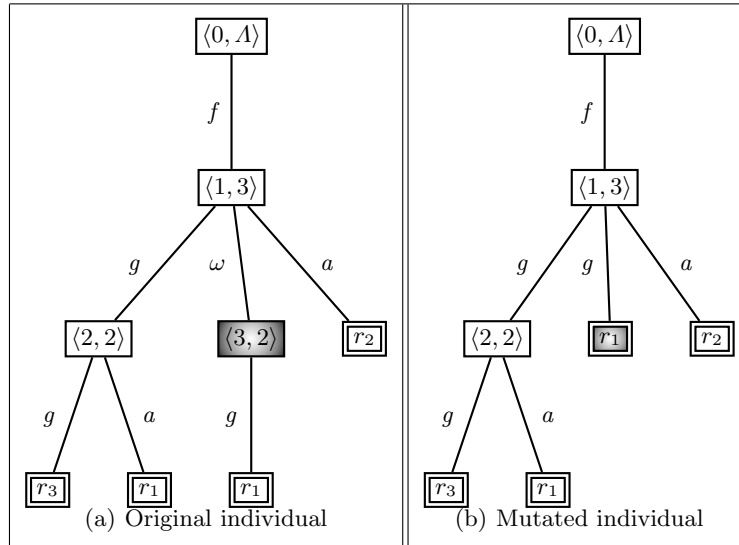 ⟨0, Λ⟩ ⟨0, Λ⟩
f f
⟨1, 3⟩ ⟨1, 3⟩
g ω a g g a
⟨2, 2⟩ ⟨3, 2⟩ r₂ ⟨2, 2⟩ r₁ r₂
g a g g a
r₃ r₁ r₁ r₃ r₁
(a) Original individual (b) Mutated individual